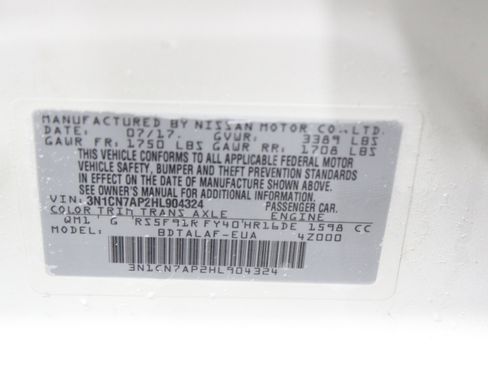 MANUFACTURED BY NISSAN MOTOR CO.,LTD.
DATE: 07/17. GVWR: 3389 LBS
GAWR FR: 1750 LBS GAWR RR: 1708 LBS
THIS VEHICLE CONFORMS TO ALL APPLICABLE FEDERAL MOTOR
VEHICLE SAFETY, BUMPER AND THEFT PREVENTION STANDARDS
IN EFFECT ON THE DATE OF MANUFACTURE SHOWN ABOVE.
SEE OWNER'S MANUAL FOR ADDITIONAL INFORMATION.
VIN: 3N1CN7AP2HL904324 PASSENGER CAR.
COLOR TRIM TRANS AXLE ENGINE
QM1 G RS5F91R FY40 HR16DE 1598 CC
MODEL: BDTALAF-EUA 4Z000
3N1CN7AP2HL904324